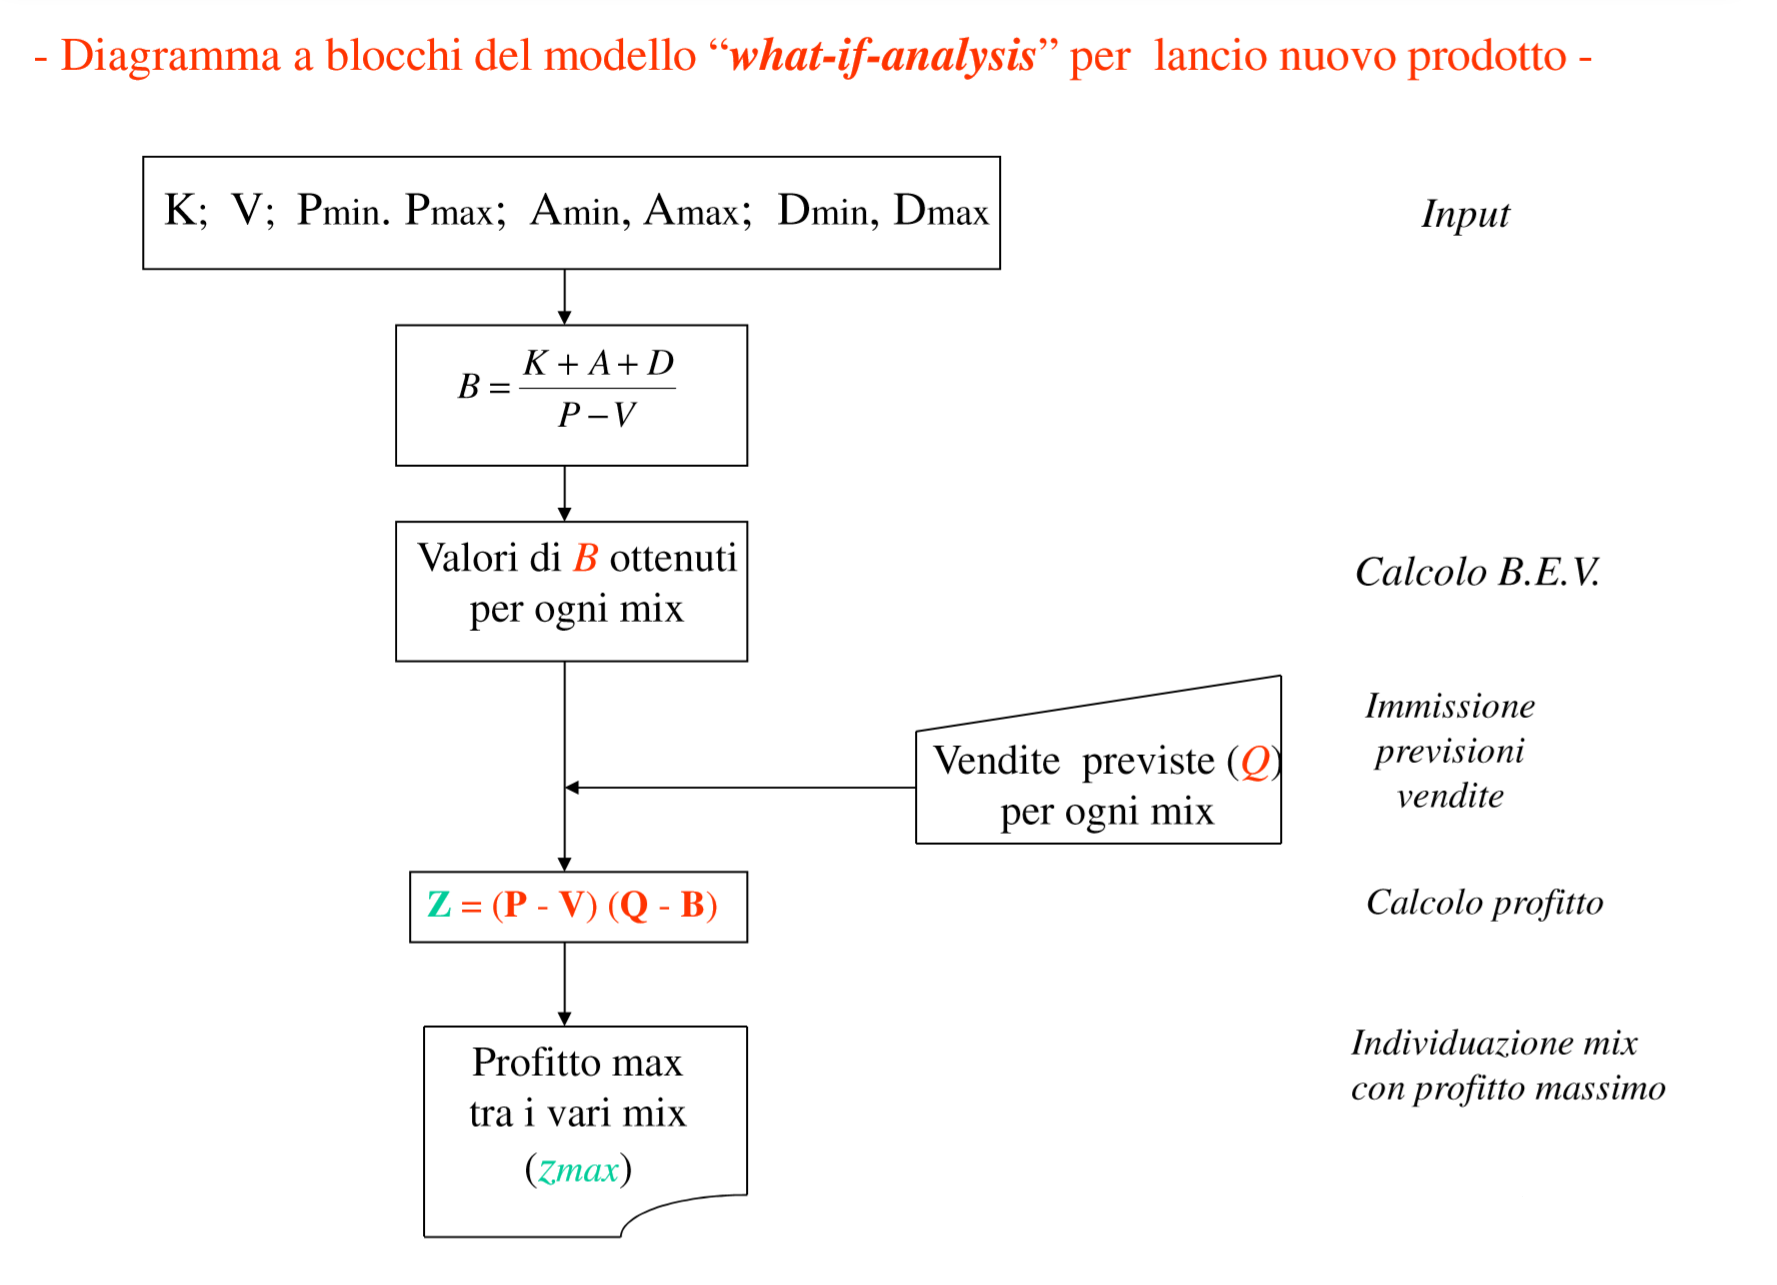 - Diagramma a blocchi del modello “what-if-analysis” per lancio nuovo prodotto -
K; V; Pmin. Pmax; Amin, Amax; Dmin, Dmax
Input
B = (K + A + D) / (P – V)
Valori di B ottenuti
per ogni mix
Calcolo B.E.V.
Vendite previste (Q)
per ogni mix
Immissione
previsioni
vendite
Z = (P - V) (Q - B)
Calcolo profitto
Profitto max
tra i vari mix
(zmax)
Individuazione mix
con profitto massimo